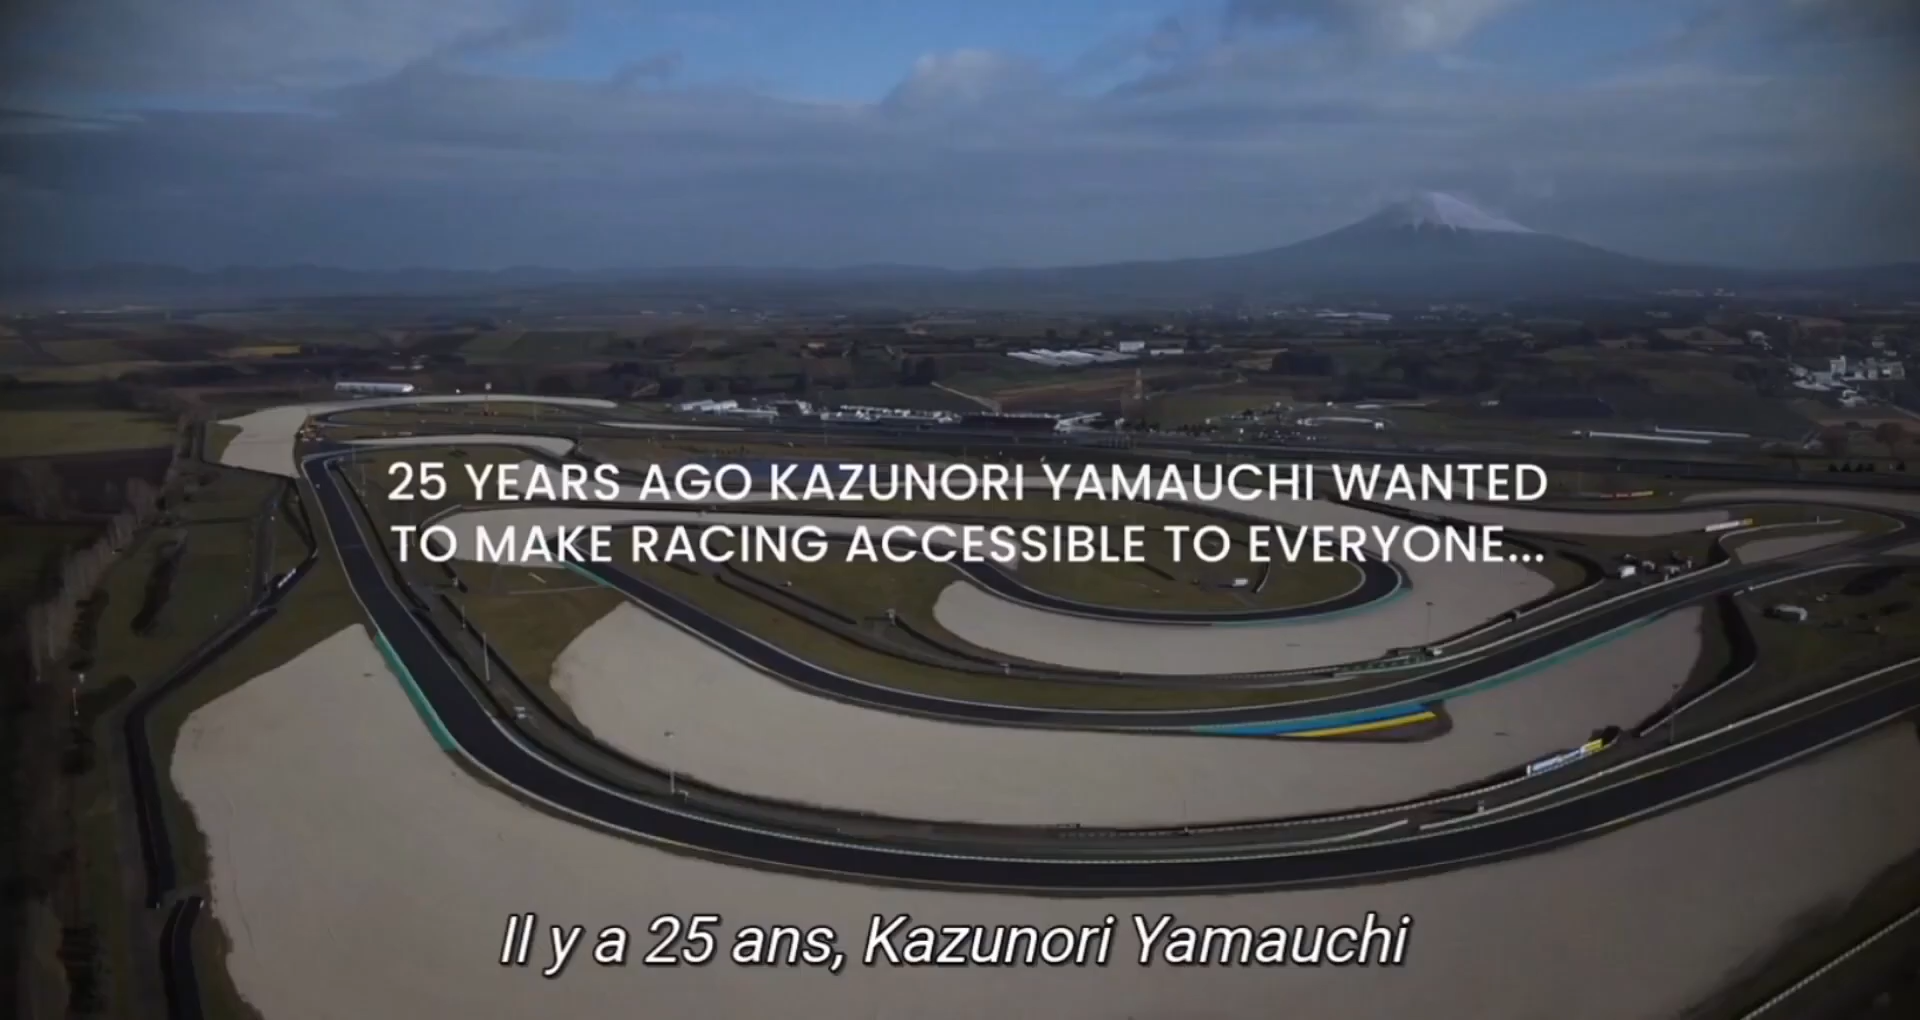 25 YEARS AGO KAZUNORI YAMAUCHI WANTED
TO MAKE RACING ACCESSIBLE TO EVERYONE...
Il y a 25 ans, Kazunori Yamauchi